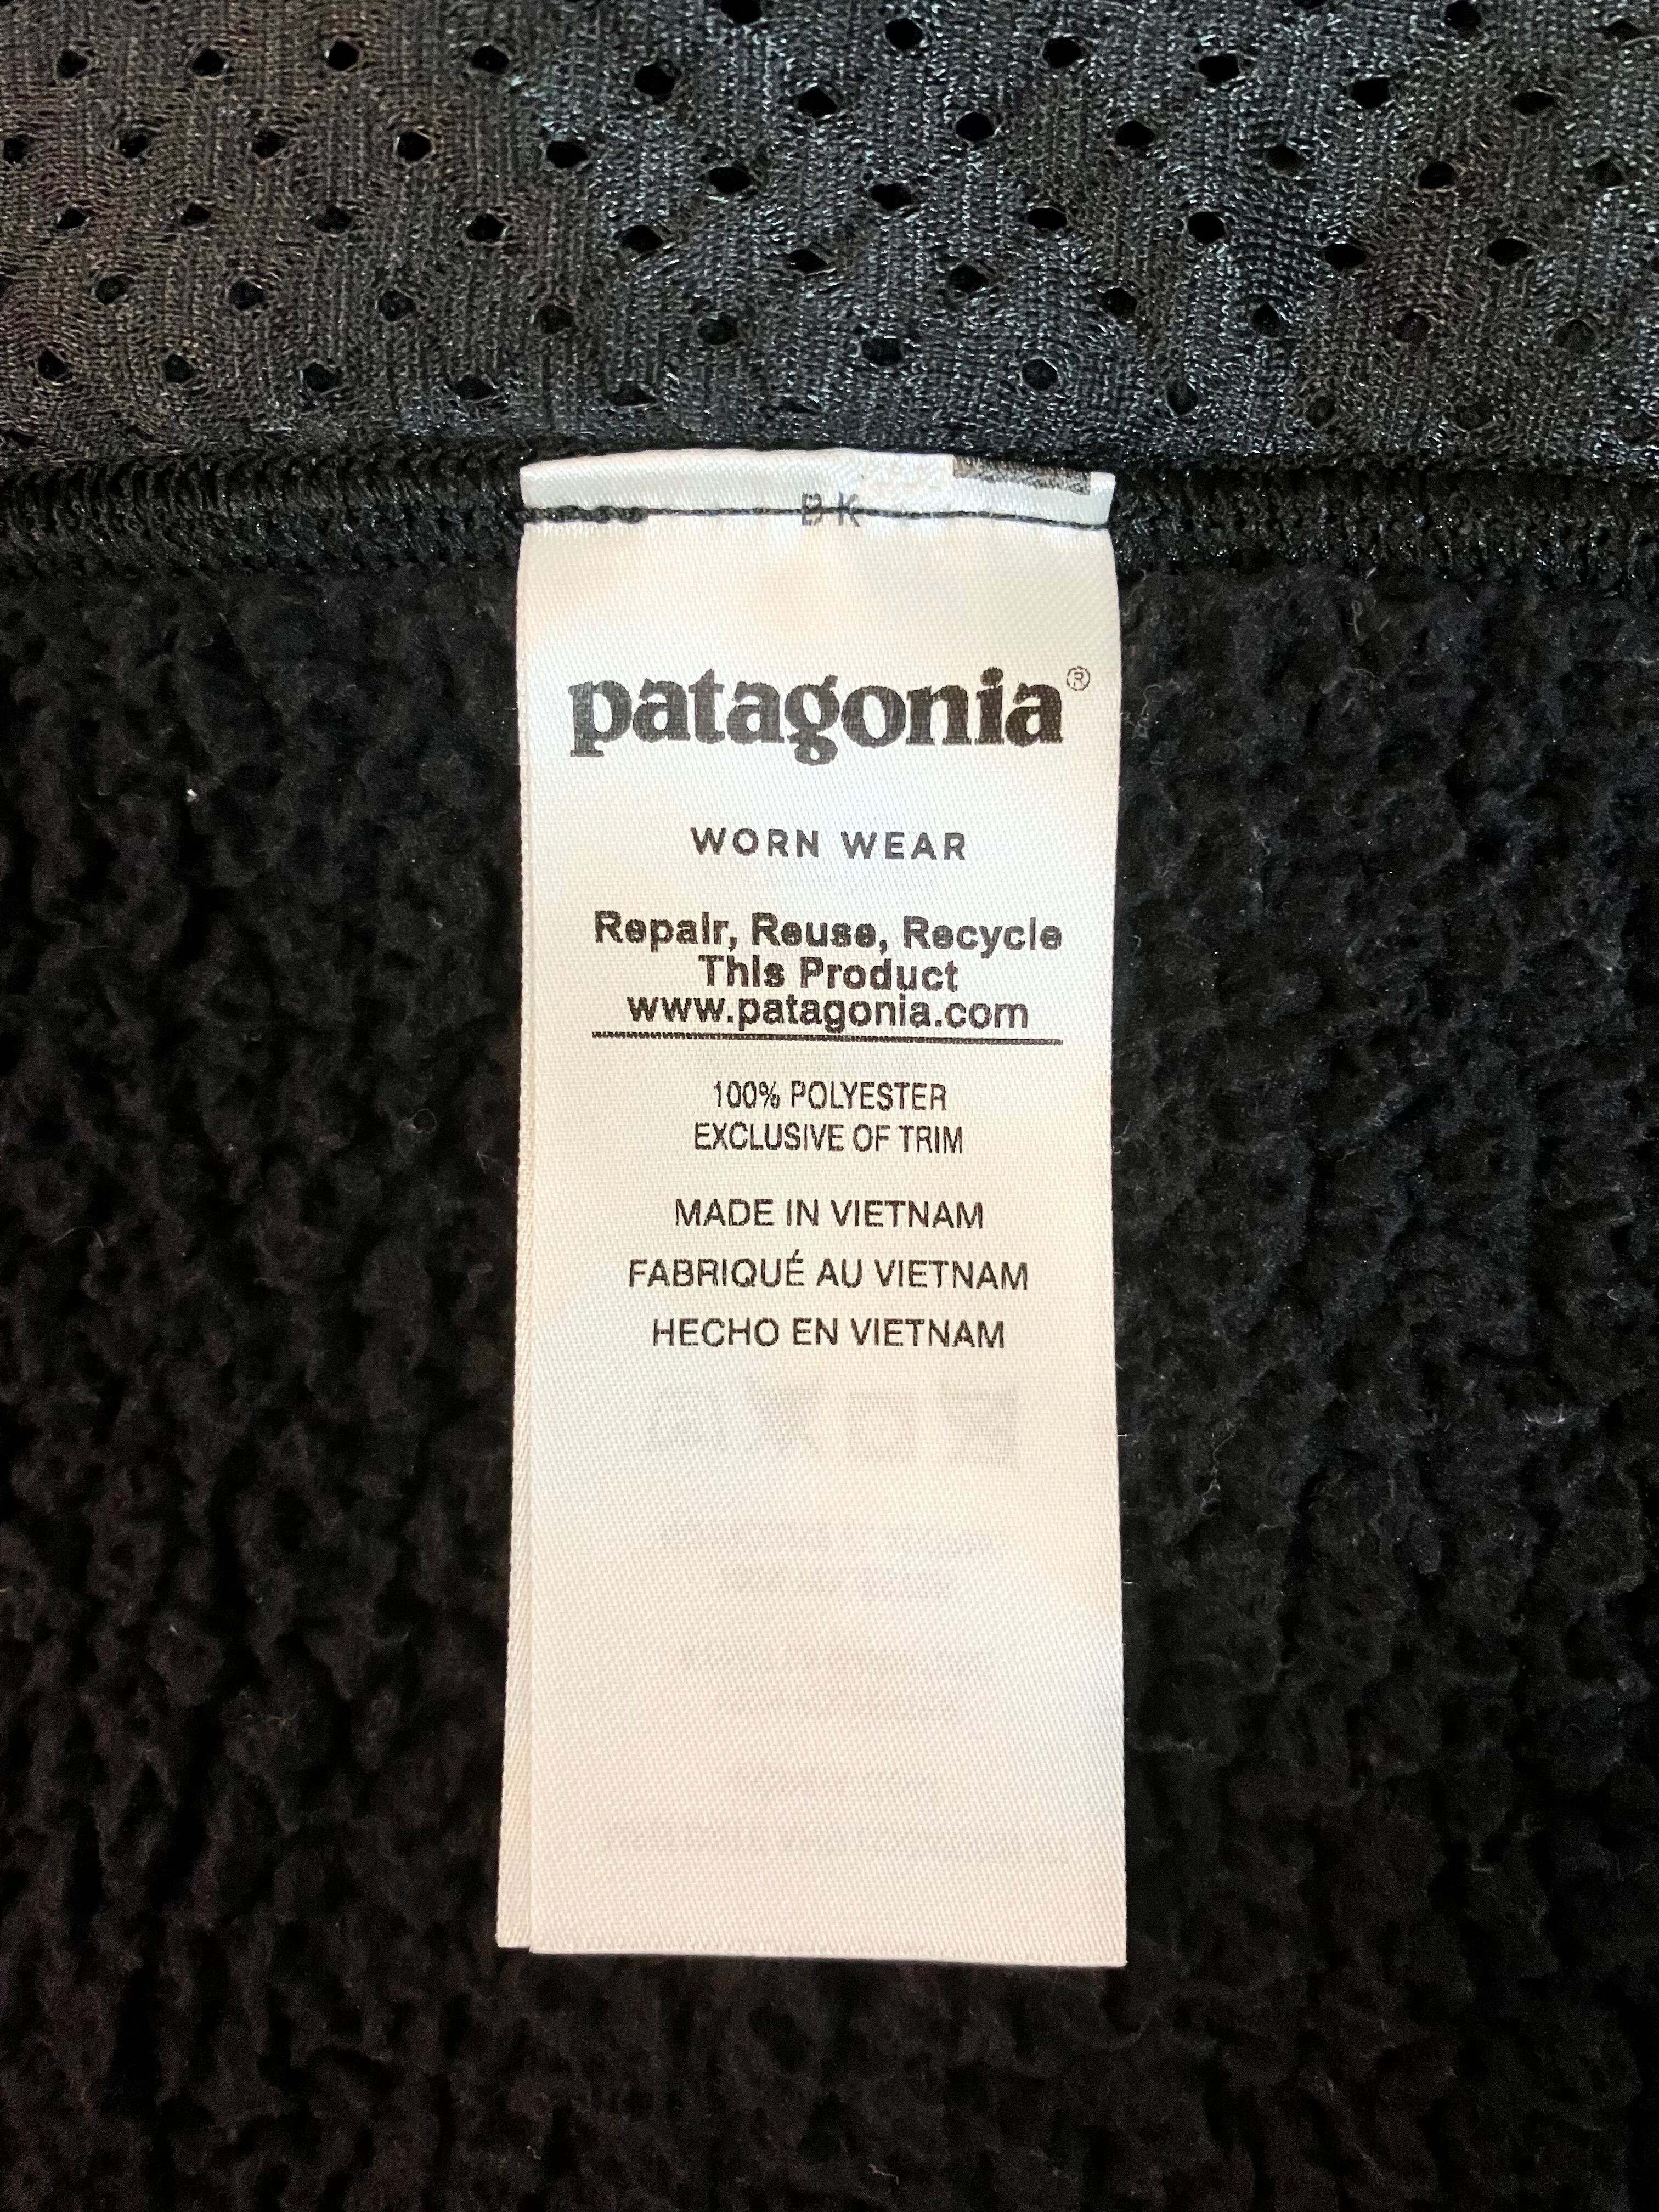 BK
patagonia®
WORN WEAR
Repair, Reuse, Recycle
This Product
www.patagonia.com
100% POLYESTER
EXCLUSIVE OF TRIM
MADE IN VIETNAM
FABRIQUÉ AU VIETNAM
HECHO EN VIETNAM